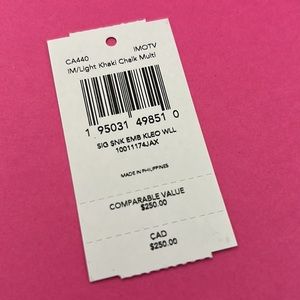 CA440 IMOTV
IM/Light Khaki Chalk Multi
1 95031 49851 0
SIG SNK EMB KLEO WLL
10011174JAX
MADE IN PHILIPPINES
COMPARABLE VALUE
$250.00
CAD
$250.00